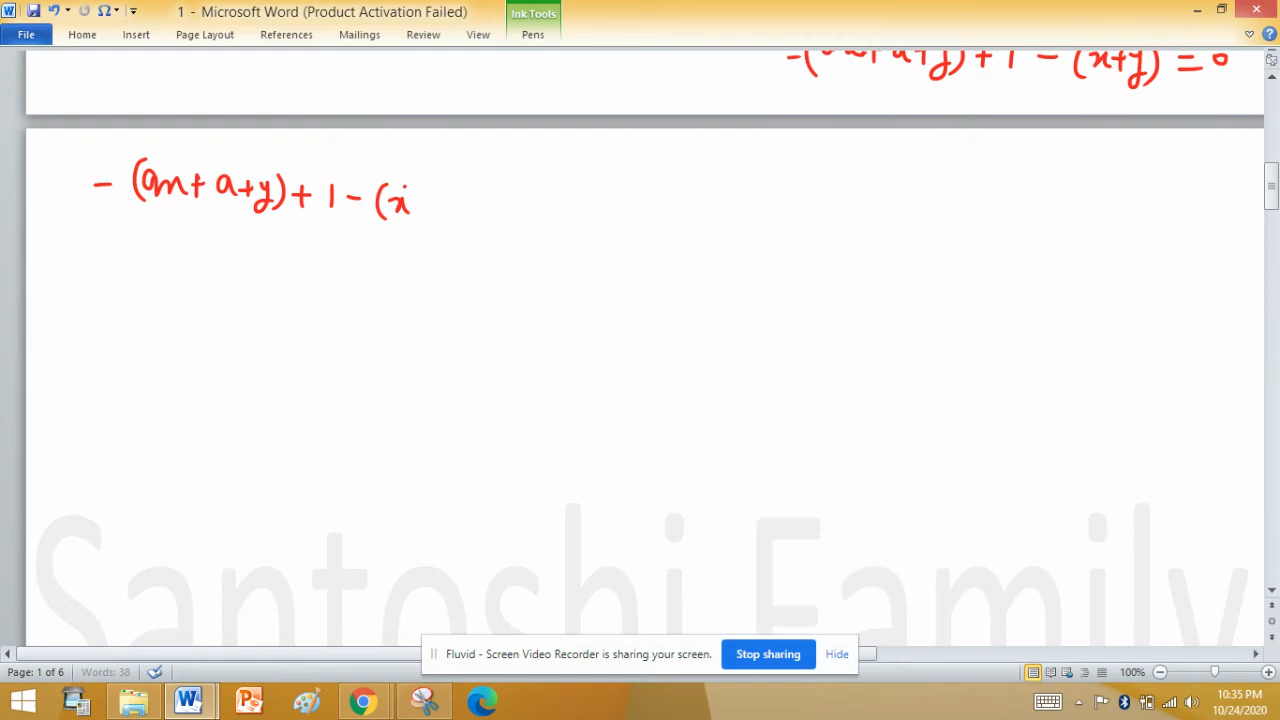 1 - Microsoft Word (Product Activation Failed)
Ink Tools
File Home Insert Page Layout References Mailings Review View Pens
+ 1 - (x+y) = 0
- (am + a + y) + 1 - (x
Santoshi Family
Fluvid - Screen Video Recorder is sharing your screen. Stop sharing Hide
Page: 1 of 6 Words: 38 100%
10:35 PM
10/24/2020